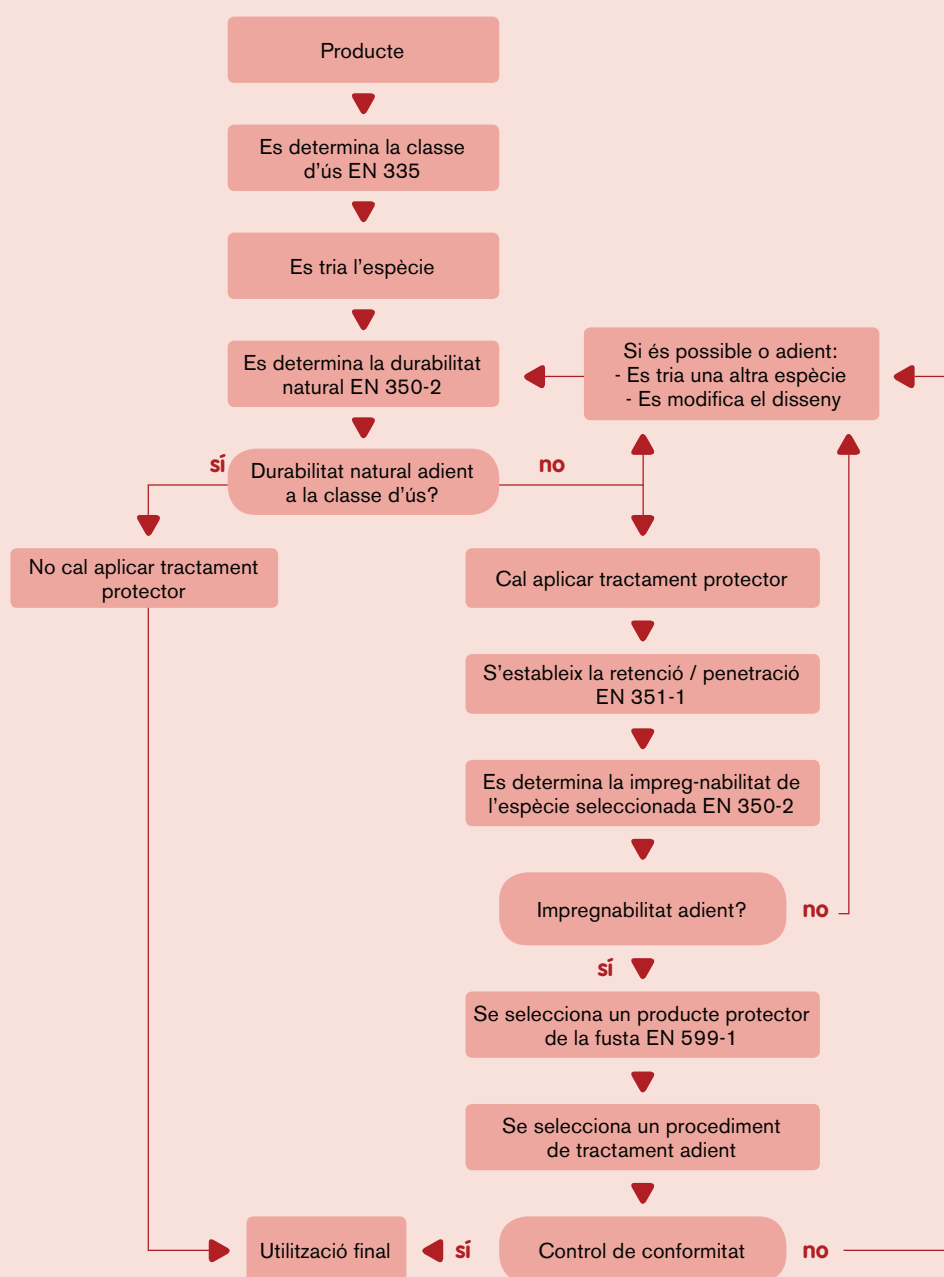 Producte
Es determina la classe
d'ús EN 335
Es tria l'espècie
Es determina la durabilitat
natural EN 350-2
Si és possible o adient:
- Es tria una altra espècie
- Es modifica el disseny
sí
Durabilitat natural adient
a la classe d'ús?
no
No cal aplicar tractament
protector
Cal aplicar tractament protector
S'estableix la retenció / penetració
EN 351-1
Es determina la impreg-nabilitat de
l'espècie seleccionada EN 350-2
Impregnabilitat adient?
no
sí
Se selecciona un producte protector
de la fusta EN 599-1
Se selecciona un procediment
de tractament adient
Utilització final
sí
Control de conformitat
no